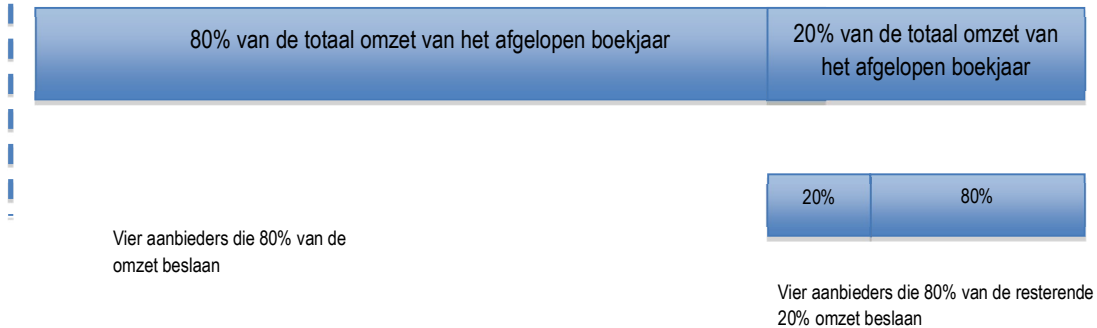 80% van de totaal omzet van het afgelopen boekjaar
20% van de totaal omzet van
het afgelopen boekjaar
20%
80%
Vier aanbieders die 80% van de
omzet beslaan
Vier aanbieders die 80% van de resterende
20% omzet beslaan